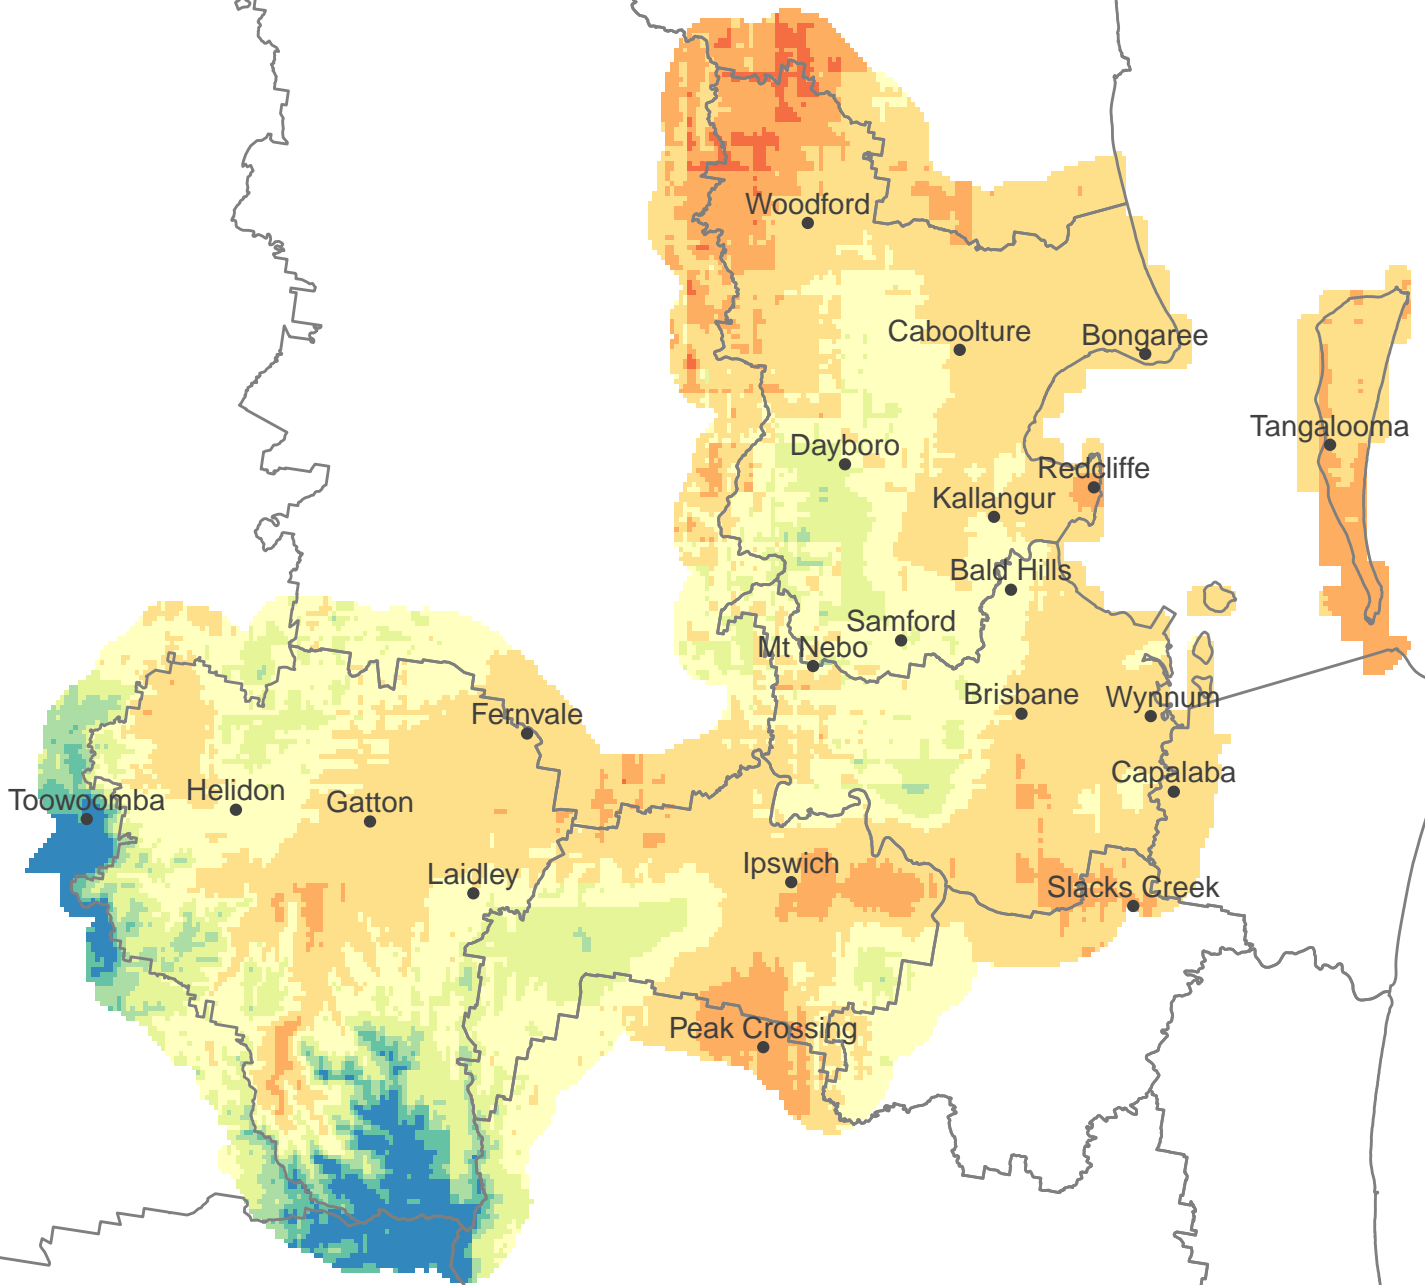 Woodford
Caboolture
Bongaree
Tangalooma
Dayboro
Redcliffe
Kallangur
Bald Hills
Samford
Mt Nebo
Brisbane
Wynnum
Fernvale
Capalaba
Toowoomba
Helidon
Gatton
Ipswich
Laidley
Slacks Creek
Peak Crossing